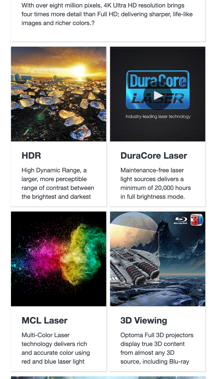 With over eight million pixels, 4K Ultra HD resolution brings
four times more detail than Full HD; delivering sharper, life-like
images and richer colors.?
HDR
High Dynamic Range, a
larger, more perceptible
range of contrast between
the brightest and darkest
DuraCore
LASER
Industry-leading laser technology
DuraCore Laser
Maintenance-free laser
light sources delivers a
minimum of 20,000 hours
in full brightness mode.
MCL Laser
Multi-Color Laser
technology delivers rich
and accurate color using
red and blue laser light
Blu-ray
3D
3D Viewing
Optoma Full 3D projectors
display true 3D content
from almost any 3D
source, including Blu-ray